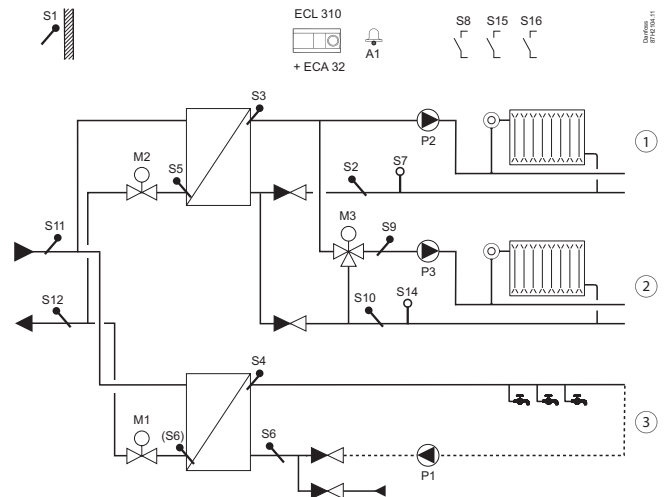 S1
ECL 310
+ ECA 32
A1
S8 S15 S16
Danfoss
87H2104.11
S3
P2
1
M2
S5
S2
S7
S11
M3
S9
P3
2
S12
S10
S14
S4
3
M1
(S6)
S6
P1